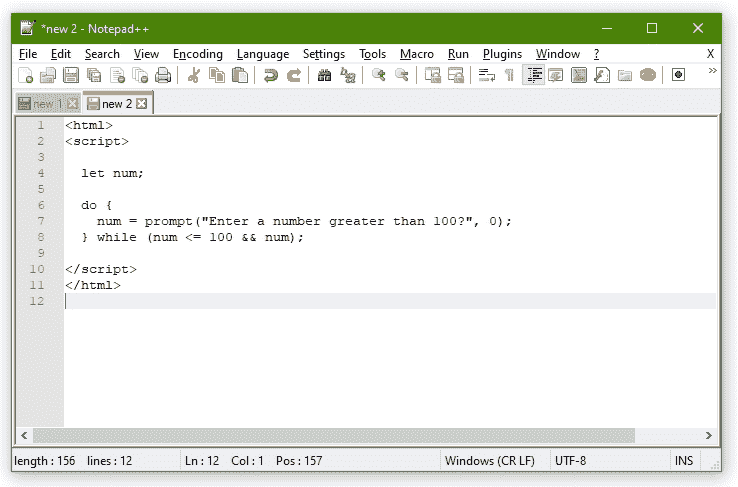 *new 2 - Notepad++
File Edit Search View Encoding Language Settings Tools Macro Run Plugins Window ? X
new 1 new 2
1 <html>
2 <script>
3
4 let num;
5
6 do {
7 num = prompt("Enter a number greater than 100?", 0);
8 } while (num <= 100 && num);
9
10 </script>
11 </html>
12
length : 156 lines : 12 Ln : 12 Col : 1 Pos : 157 Windows (CR LF) UTF-8 INS